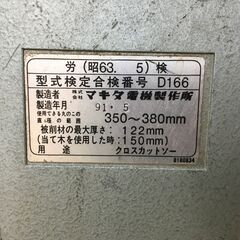 労（昭63．5）検
型式検定合検番号 D166
製造者 株式会社 マキタ電機製作所
製造年月 91・5
使用できる丸のこの
直径の範囲 350～380mm
被削材の最大厚さ：122mm
（当て木を使用した時：150mm）
用途 クロスカットソー
8180834